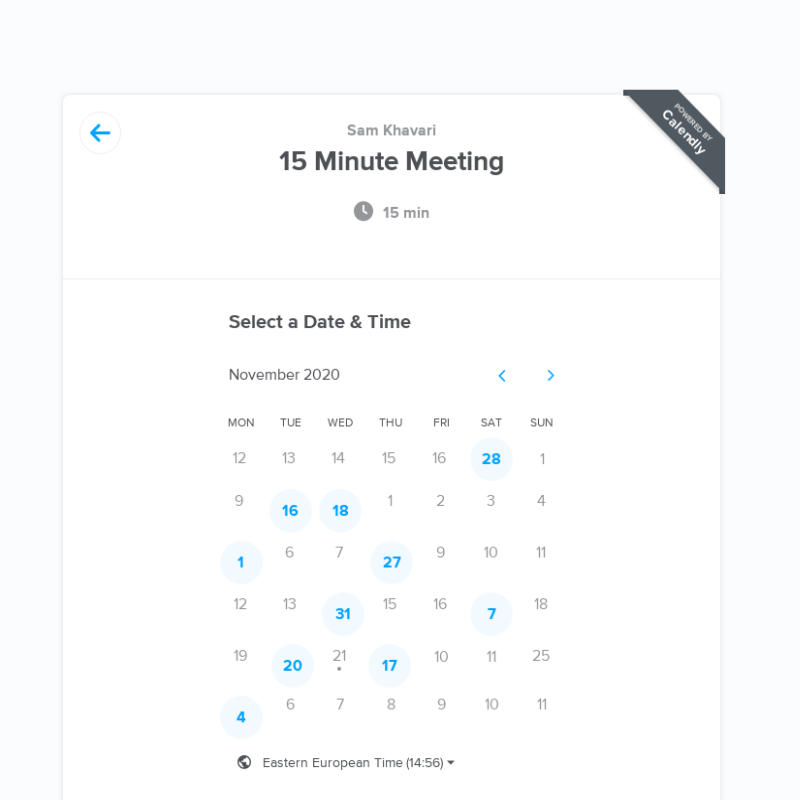 POWERED BY
Calendly
Sam Khavari
15 Minute Meeting
15 min
Select a Date & Time
November 2020
MON TUE WED THU FRI SAT SUN
12 13 14 15 16 28 1
9 16 18 1 2 3 4
1 6 7 27 9 10 11
12 13 31 15 16 7 18
19 20 21 17 10 11 25
4 6 7 8 9 10 11
Eastern European Time (14:56)